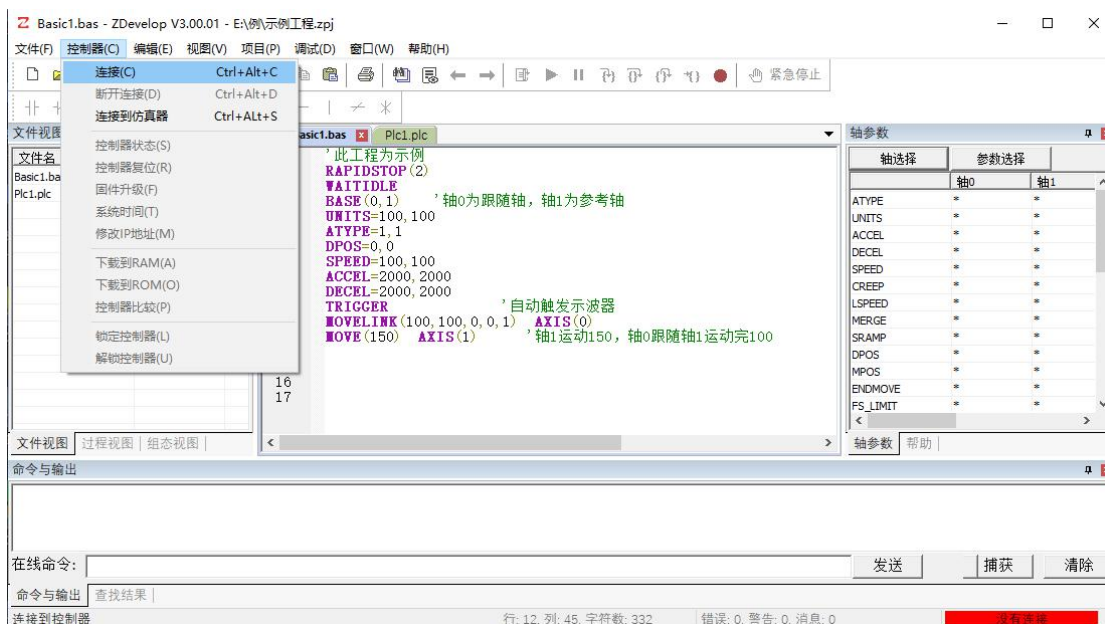 Basic1.bas - ZDevelop V3.00.01 - E:\例\示例工程.zpj
文件(F) 控制器(C) 编辑(E) 视图(V) 项目(P) 调试(D) 窗口(W) 帮助(H)
紧急停止
连接(C) Ctrl+Alt+C
断开连接(D) Ctrl+Alt+D
连接到仿真器 Ctrl+ALt+S
控制器状态(S)
控制器复位(R)
固件升级(F)
系统时间(T)
修改IP地址(M)
下载到RAM(A)
下载到ROM(O)
控制器比较(P)
锁定控制器(L)
解锁控制器(U)
文件视图
文件名
Basic1.ba
Plc1.plc
asic1.bas Plc1.plc
'此工程为示例
RAPIDSTOP(2)
WAITIDLE
BASE(0,1) '轴0为跟随轴，轴1为参考轴
UNITS=100,100
ATYPE=1,1
DPOS=0,0
SPEED=100,100
ACCEL=2000,2000
DECEL=2000,2000
TRIGGER '自动触发示波器
MOVELINK(100,100,0,0,1) AXIS(0)
MOVE(150) AXIS(1) '轴1运动150，轴0跟随轴1运动完100
16
17
轴参数
轴选择 参数选择
轴0 轴1
ATYPE * *
UNITS * *
ACCEL * *
DECEL * *
SPEED * *
CREEP * *
LSPEED * *
MERGE * *
SRAMP * *
DPOS * *
MPOS * *
ENDMOVE * *
FS_LIMIT * *
文件视图 过程视图 组态视图
轴参数 帮助
命令与输出
在线命令: 发送 捕获 清除
命令与输出 查找结果
连接到控制器 行: 12, 列: 45, 字符数: 332 错误: 0, 警告: 0, 消息: 0 没有连接